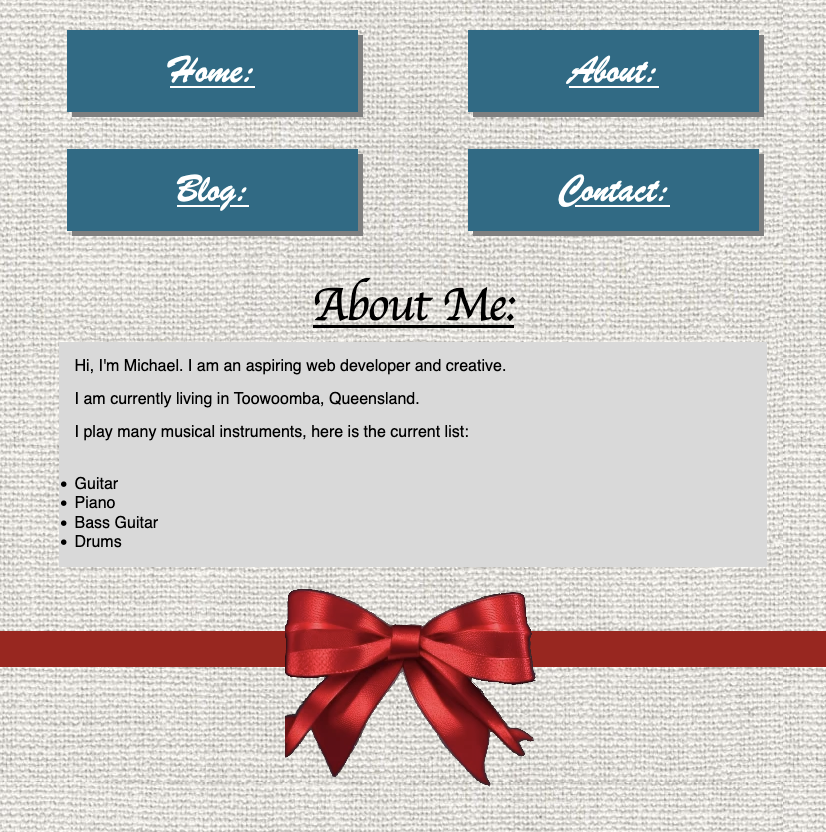 Home:
About:
Blog:
Contact:
About Me:
Hi, I'm Michael. I am an aspiring web developer and creative.
I am currently living in Toowoomba, Queensland.
I play many musical instruments, here is the current list:
• Guitar
• Piano
• Bass Guitar
• Drums